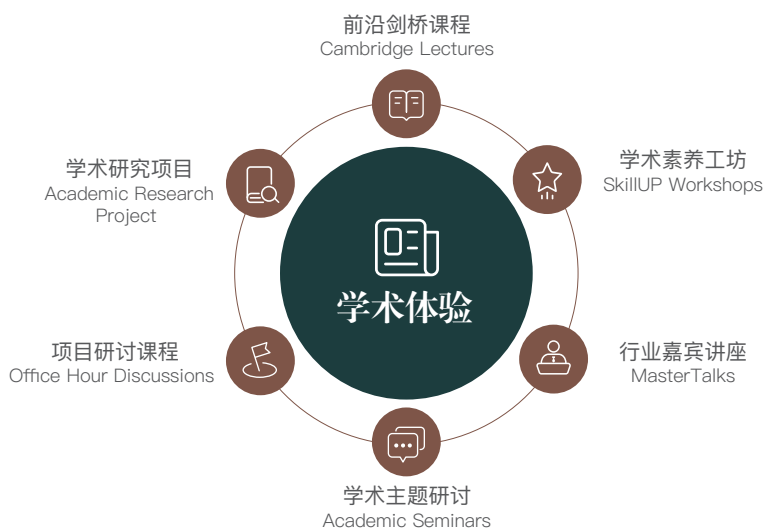 前沿剑桥课程
Cambridge Lectures
学术素养工坊
SkillUP Workshops
行业嘉宾讲座
MasterTalks
学术主题研讨
Academic Seminars
项目研讨课程
Office Hour Discussions
学术研究项目
Academic Research
Project
学术体验